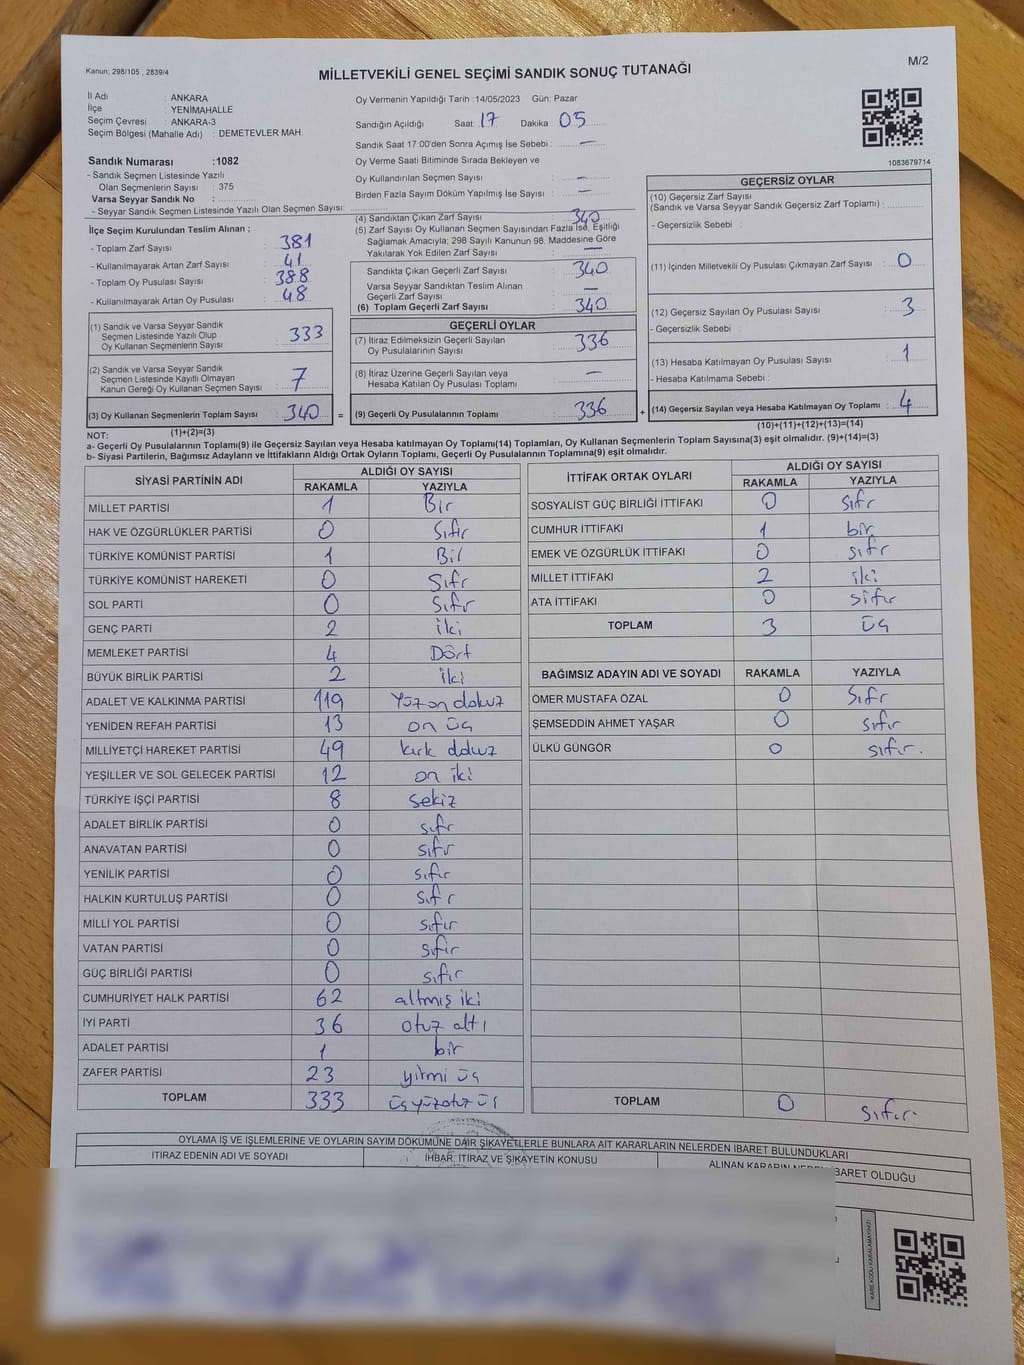 Kanun; 298/105 , 2839/4
MİLLETVEKİLİ GENEL SEÇİMİ SANDIK SONUÇ TUTANAĞI
M/2
İl Adı : ANKARA
İlçe : YENİMAHALLE
Seçim Çevresi : ANKARA-3
Seçim Bölgesi (Mahalle Adı) : DEMETEVLER MAH.
Sandık Numarası :1082
- Sandık Seçmen Listesinde Yazılı
Olan Seçmenlerin Sayısı : 375
Varsa Seyyar Sandık No :
- Seyyar Sandık Seçmen Listesinde Yazılı Olan Seçmen Sayısı:
İlçe Seçim Kurulundan Teslim Alınan ;
- Toplam Zarf Sayısı : 381
- Kullanılmayarak Artan Zarf Sayısı : 41
- Toplam Oy Pusulası Sayısı : 388
- Kullanılmayarak Artan Oy Pusulası : 48
(1) Sandık ve Varsa Seyyar Sandık
Seçmen Listesinde Yazılı Olup
Oy Kullanan Seçmenlerin Sayısı : 333
(2) Sandık ve Varsa Seyyar Sandık
Seçmen Listesinde Kayıtlı Olmayan
Kanun Gereği Oy Kullanan Seçmen Sayısı : 7
(3) Oy Kullanan Seçmenlerin Toplam Sayısı : 340 =
(1)+(2)=(3)
Oy Vermenin Yapıldığı Tarih :14/05/2023 Gün: Pazar
Sandığın Açıldığı Saat: 17 Dakika : 05
Sandık Saat 17:00'den Sonra Açımış İse Sebebi : —
Oy Verme Saati Bitiminde Sırada Bekleyen ve
Oy Kullandırılan Seçmen Sayısı : —
Birden Fazla Sayım Döküm Yapılmış İse Sayısı : —
(4) Sandıktan Çıkan Zarf Sayısı : 340
(5) Zarf Sayısı Oy Kullanan Seçmen Sayısından Fazla İse, Eşitliği
Sağlamak Amacıyla; 298 Sayılı Kanunun 98. Maddesine Göre
Yakılarak Yok Edilen Zarf Sayısı : —
Sandıkta Çıkan Geçerli Zarf Sayısı : 340
Varsa Seyyar Sandıktan Teslim Alınan
Geçerli Zarf Sayısı : —
(6) Toplam Geçerli Zarf Sayısı : 340
GEÇERLİ OYLAR
(7) İtiraz Edilmeksizin Geçerli Sayılan
Oy Pusulalarının Sayısı : 336
(8) İtiraz Üzerine Geçerli Sayılan veya
Hesaba Katılan Oy Pusulası Toplamı : —
(9) Geçerli Oy Pusulalarının Toplamı : 336 +
1083679714
GEÇERSİZ OYLAR
(10) Geçersiz Zarf Sayısı
(Sandık ve Varsa Seyyar Sandık Geçersiz Zarf Toplamı) :
- Geçersizlik Sebebi :
(11) İçinden Milletvekili Oy Pusulası Çıkmayan Zarf Sayısı : 0
(12) Geçersiz Sayılan Oy Pusulası Sayısı : 3
- Geçersizlik Sebebi :
(13) Hesaba Katılmayan Oy Pusulası Sayısı : 1
- Hesaba Katılmama Sebebi :
(14) Geçersiz Sayılan veya Hesaba Katılmayan Oy Toplamı : 4
(10)+(11)+(12)+(13)=(14)
NOT:
a- Geçerli Oy Pusulalarının Toplamı(9) ile Geçersiz Sayılan veya Hesaba katılmayan Oy Toplamı(14) Toplamları, Oy Kullanan Seçmenlerin Toplam Sayısına(3) eşit olmalıdır. (9)+(14)=(3)
b- Siyasi Partilerin, Bağımsız Adayların ve İttifakların Aldığı Ortak Oyların Toplamı, Geçerli Oy Pusulalarının Toplamına(9) eşit olmalıdır.
SİYASİ PARTİNİN ADI ALDIĞI OY SAYISI
RAKAMLA YAZIYLA
MİLLET PARTİSİ 1 Bir
HAK VE ÖZGÜRLÜKLER PARTİSİ 0 Sıfır
TÜRKİYE KOMÜNİST PARTİSİ 1 Bir
TÜRKİYE KOMÜNİST HAREKETİ 0 Sıfır
SOL PARTİ 0 Sıfır
GENÇ PARTİ 2 iki
MEMLEKET PARTİSİ 4 Dört
BÜYÜK BİRLİK PARTİSİ 2 iki
ADALET VE KALKINMA PARTİSİ 119 Yüz on dokuz
YENİDEN REFAH PARTİSİ 13 on üç
MİLLİYETÇİ HAREKET PARTİSİ 49 kırk dokuz
YEŞİLLER VE SOL GELECEK PARTİSİ 12 on iki
TÜRKİYE İŞÇİ PARTİSİ 8 sekiz
ADALET BİRLİK PARTİSİ 0 sıfır
ANAVATAN PARTİSİ 0 sıfır
YENİLİK PARTİSİ 0 sıfır
HALKIN KURTULUŞ PARTİSİ 0 sıfır
MİLLİ YOL PARTİSİ 0 sıfır
VATAN PARTİSİ 0 sıfır
GÜÇ BİRLİĞİ PARTİSİ 0 sıfır
CUMHURİYET HALK PARTİSİ 62 altmış iki
İYİ PARTİ 36 otuz altı
ADALET PARTİSİ 1 bir
ZAFER PARTİSİ 23 yirmi üç
TOPLAM 333 üçyüzotuz üç
İTTİFAK ORTAK OYLARI ALDIĞI OY SAYISI
RAKAMLA YAZIYLA
SOSYALİST GÜÇ BİRLİĞİ İTTİFAKI 0 sıfır
CUMHUR İTTİFAKI 1 bir
EMEK VE ÖZGÜRLÜK İTTİFAKI 0 sıfır
MİLLET İTTİFAKI 2 iki
ATA İTTİFAKI 0 sıfır
TOPLAM 3 üç
BAĞIMSIZ ADAYIN ADI VE SOYADI RAKAMLA YAZIYLA
ÖMER MUSTAFA ÖZAL 0 Sıfır
ŞEMSEDDİN AHMET YAŞAR 0 sıfır
ÜLKÜ GÜNGÖR 0 sıfır.
TOPLAM 0 sıfır.
OYLAMA İŞ VE İŞLEMLERİNE VE OYLARIN SAYIM DÖKÜMÜNE DAİR ŞİKAYETLERLE BUNLARA AİT KARARLARIN NELERDEN İBARET BULUNDUKLARI
İTİRAZ EDENİN ADI VE SOYADI İHBAR, İTİRAZ VE ŞİKAYETİN KONUSU ALINAN KARARIN NEDEN İBARET OLDUĞU
KARE KODU KARALAMAYINIZ!